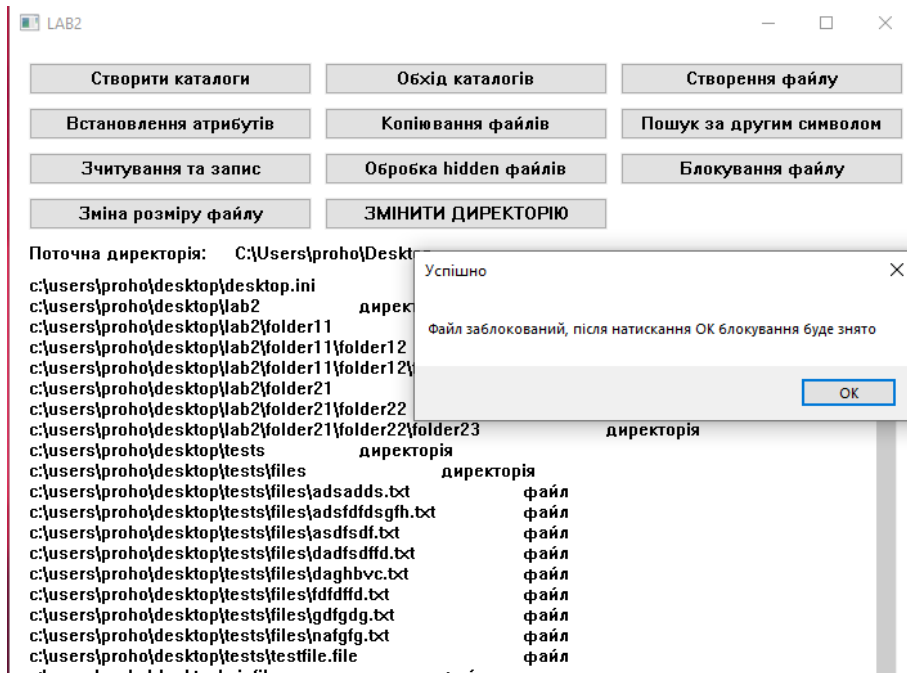 LAB2
Створити каталоги Обхід каталогів Створення файлу
Встановлення атрибутів Копіювання файлів Пошук за другим символом
Зчитування та запис Обробка hidden файлів Блокування файлу
Зміна розміру файлу ЗМІНИТИ ДИРЕКТОРІЮ
Поточна директорія: C:\Users\proho\Desktop
Успішно
Файл заблокований, після натискання ОК блокування буде знято
OK
c:\users\proho\desktop\desktop.ini
c:\users\proho\desktop\lab2
c:\users\proho\desktop\lab2\folder11
c:\users\proho\desktop\lab2\folder11\folder12
c:\users\proho\desktop\lab2\folder11\folder12\
c:\users\proho\desktop\lab2\folder21
c:\users\proho\desktop\lab2\folder21\folder22
c:\users\proho\desktop\lab2\folder21\folder22\folder23 директорія
c:\users\proho\desktop\tests директорія
c:\users\proho\desktop\tests\files директорія
c:\users\proho\desktop\tests\files\adsadds.txt файл
c:\users\proho\desktop\tests\files\adsfdfdsgfh.txt файл
c:\users\proho\desktop\tests\files\asdfsdf.txt файл
c:\users\proho\desktop\tests\files\dadfsdffd.txt файл
c:\users\proho\desktop\tests\files\daghbvc.txt файл
c:\users\proho\desktop\tests\files\fdfdffd.txt файл
c:\users\proho\desktop\tests\files\gdfgdg.txt файл
c:\users\proho\desktop\tests\files\nafgfg.txt файл
c:\users\proho\desktop\tests\testfile.file файл